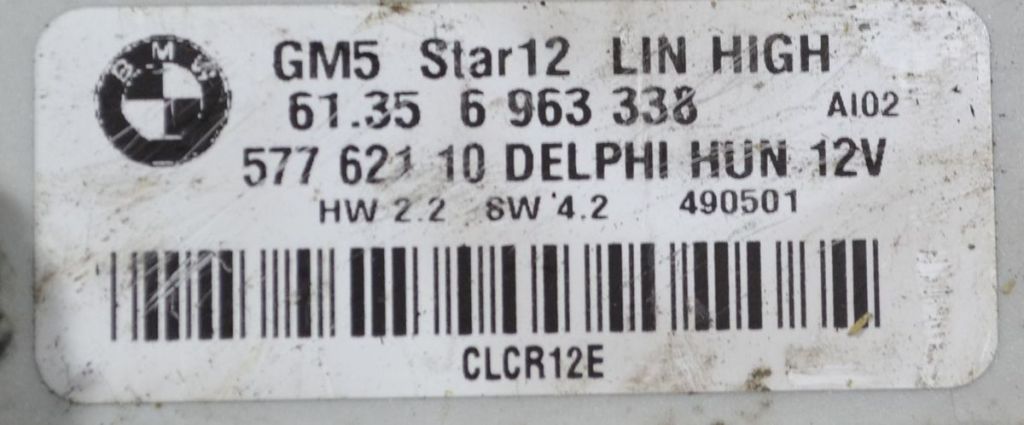 BMW
GM5 Star12 LIN HIGH
61.35 6 963 338 AI02
577 621 10 DELPHI HUN 12V
HW 2.2 SW 4.2 490501
CLCR12E